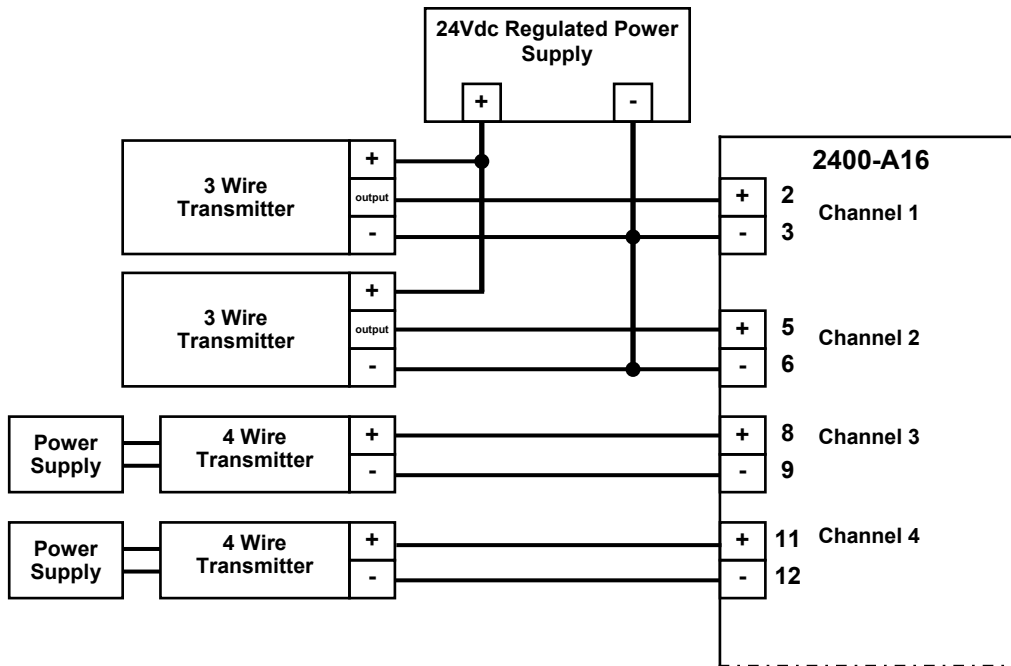 24Vdc Regulated Power
Supply
+
-
2400-A16
3 Wire
Transmitter
+
output
-
+
2
-
3
Channel 1
3 Wire
Transmitter
+
output
-
+
5
-
6
Channel 2
Power
Supply
4 Wire
Transmitter
+
-
+
8
-
9
Channel 3
Power
Supply
4 Wire
Transmitter
+
-
+
11
-
12
Channel 4